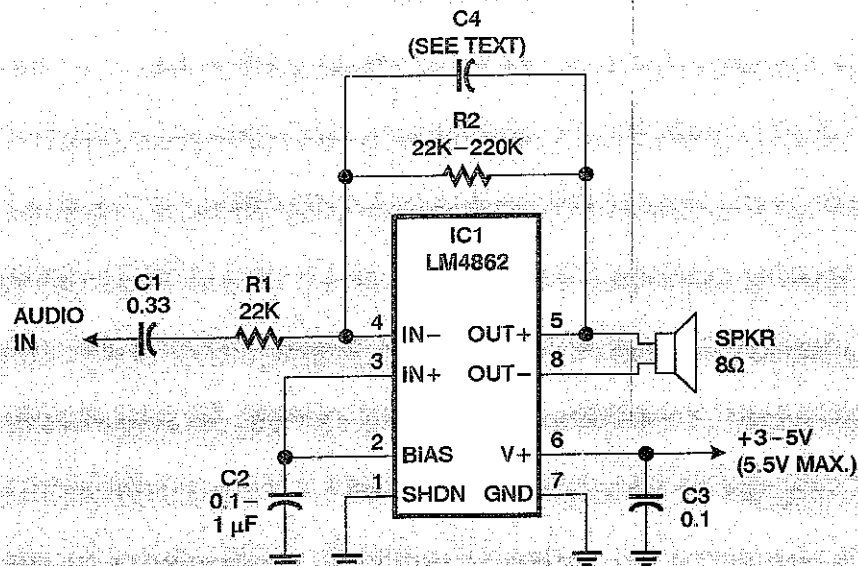 C4
(SEE TEXT)
R2
22K–220K
IC1
LM4862
C1
0.33
R1
22K
AUDIO
IN
4
IN-
OUT+
5
3
IN+
OUT-
8
SPKR
8Ω
2
BIAS
V+
6
+3-5V
(5.5V MAX.)
1
SHDN
GND
7
C2
0.1–
1 µF
C3
0.1